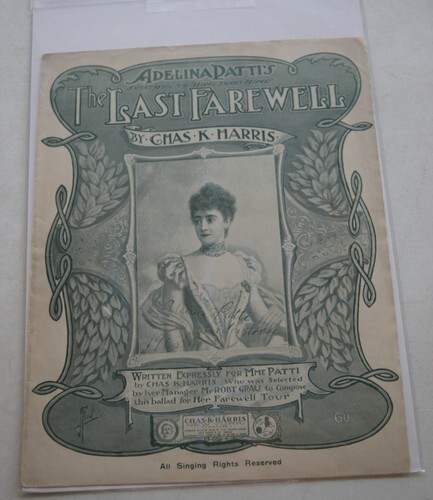 ADELINA PATTI'S
The LAST FAREWELL
BY CHAS. K. HARRIS.
WRITTEN EXPRESSLY FOR MME PATTI
by CHAS. K. HARRIS Who was Selected
by her Manager Mr ROBT GRAU to Compose
this ballad for Her Farewell Tour
CHAS. K. HARRIS
60
All Singing Rights Reserved